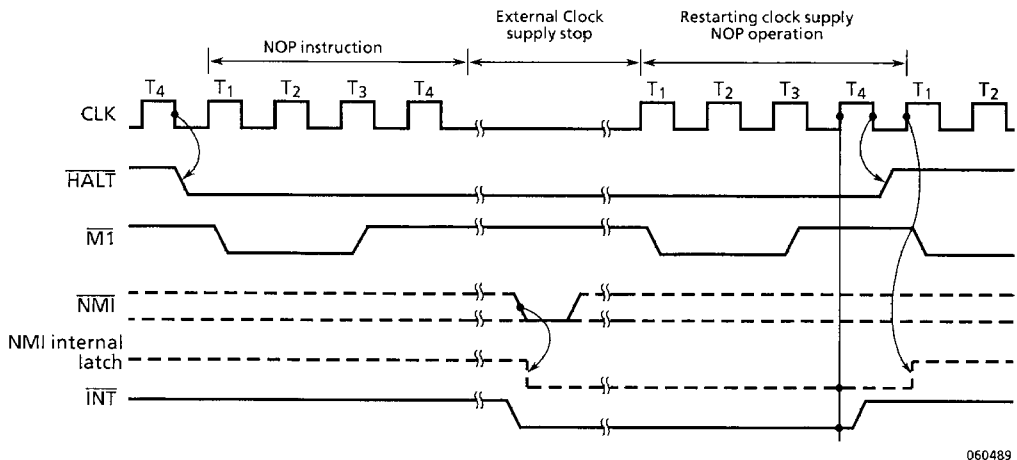 External Clock
supply stop
Restarting clock supply
NOP operation
NOP instruction
T4 T1 T2 T3 T4 T1 T2 T3 T4 T1 T2
CLK
HALT
M1
NMI
NMI internal
latch
INT
060489